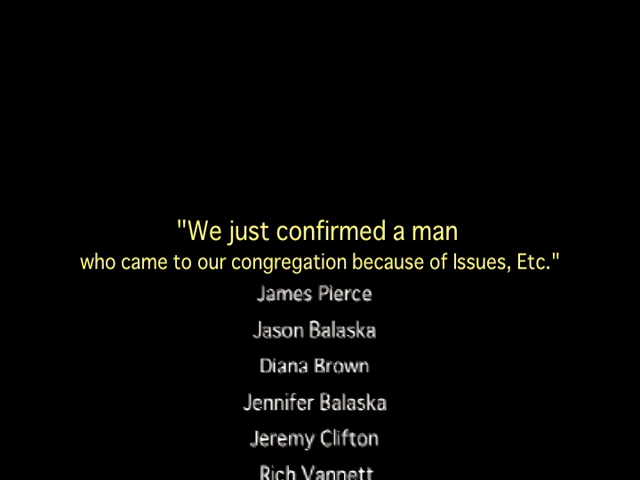 "We just confirmed a man
who came to our congregation because of Issues, Etc."
James Pierce
Jason Balaska
Diana Brown
Jennifer Balaska
Jeremy Clifton
Rich Vannett